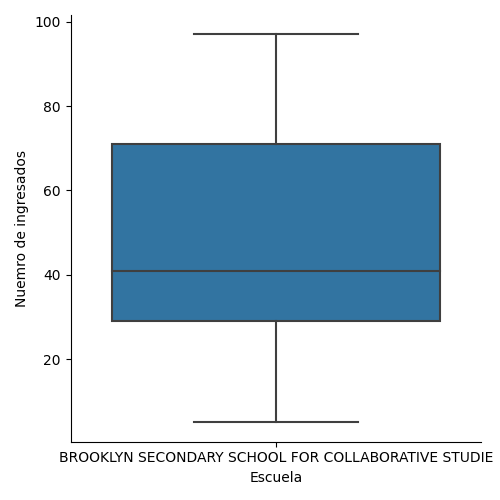 100
80
60
40
20
Nuemro de ingresados
BROOKLYN SECONDARY SCHOOL FOR COLLABORATIVE STUDIE
Escuela